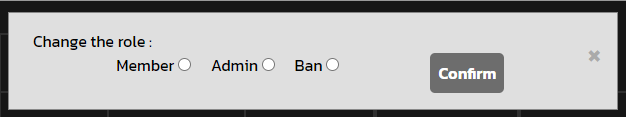 Change the role :
Member Admin Ban
Confirm